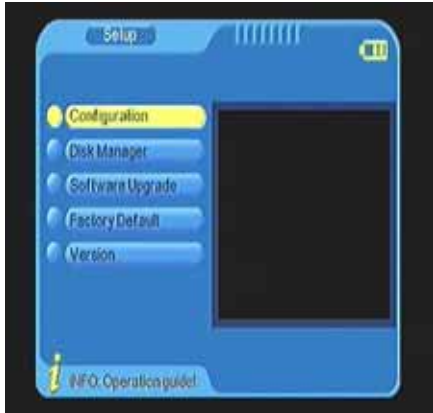 Setup
Configuration
Disk Manager
Software Upgrade
Factory Default
Version
INFO: Operation guide!